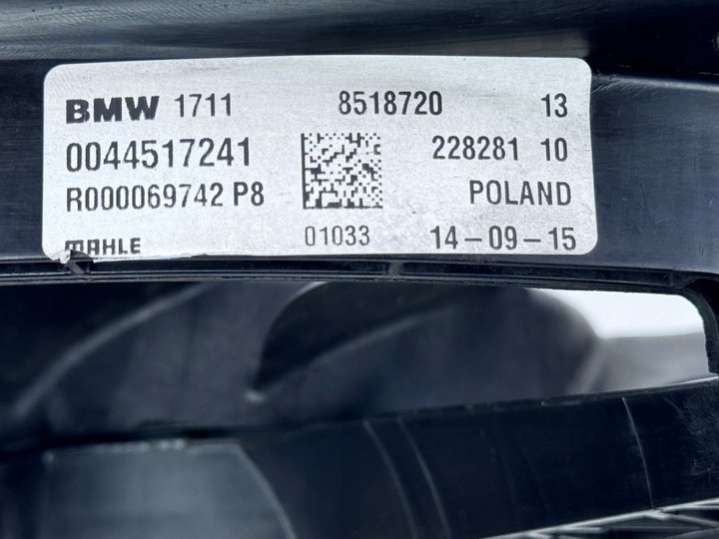 BMW 1711 8518720 13
0044517241 228281 10
R000069742 P8 POLAND
MAHLE 01033 14-09-15